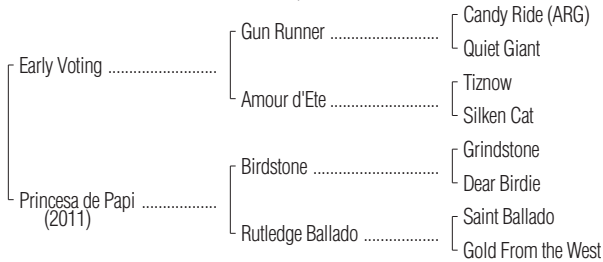 Candy Ride (ARG)
Gun Runner ..........................
Quiet Giant
Early Voting ..........................
Tiznow
Amour d'Ete ..........................
Silken Cat
Grindstone
Birdstone ..............................
Dear Birdie
Princesa de Papi ..................
(2011)
Saint Ballado
Rutledge Ballado ..................
Gold From the West